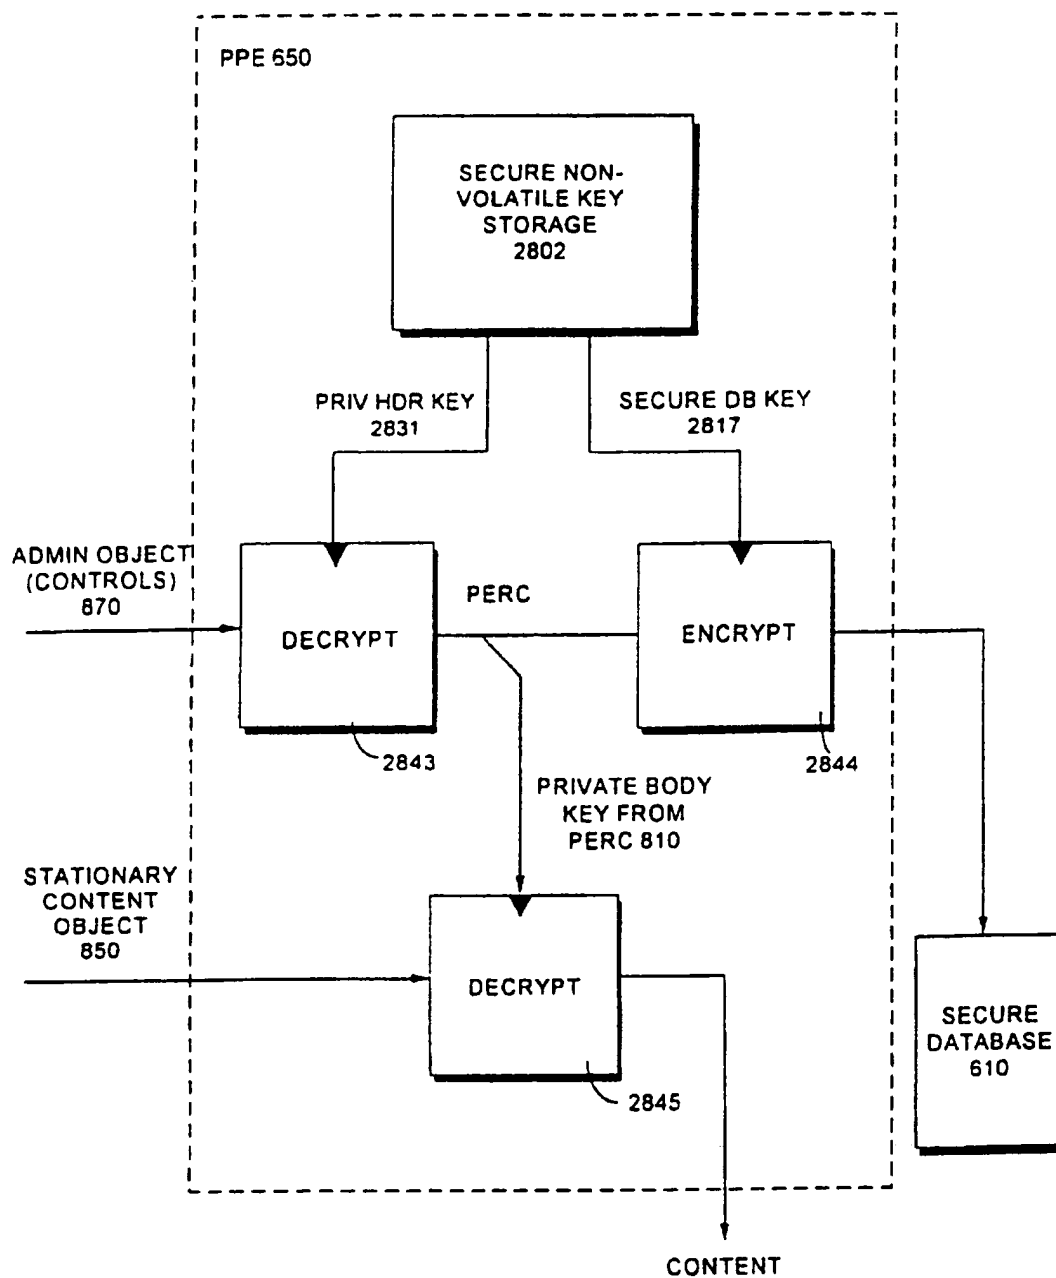 PPE 650
SECURE NON-
VOLATILE KEY
STORAGE
2802
PRIV HDR KEY
2831
SECURE DB KEY
2817
ADMIN OBJECT
(CONTROLS)
870
DECRYPT
PERC
ENCRYPT
2843
2844
PRIVATE BODY
KEY FROM
PERC 810
STATIONARY
CONTENT
OBJECT
850
DECRYPT
2845
SECURE
DATABASE
610
CONTENT